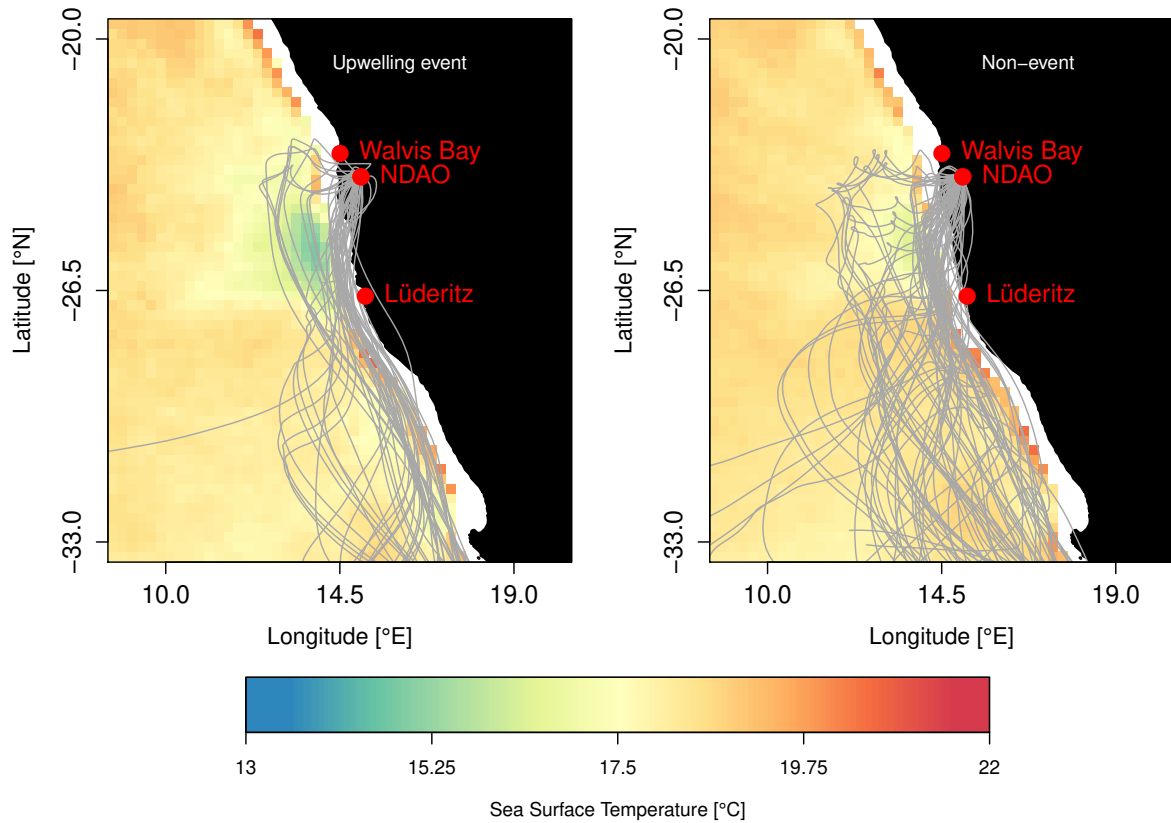 Upwelling event
Walvis Bay
NDAO
Lüderitz
−20.0
−26.5
−33.0
Latitude [°N]
10.0
14.5
19.0
Longitude [°E]
Non−event
Walvis Bay
NDAO
Lüderitz
−20.0
−26.5
−33.0
Latitude [°N]
10.0
14.5
19.0
Longitude [°E]
13
15.25
17.5
19.75
22
Sea Surface Temperature [°C]